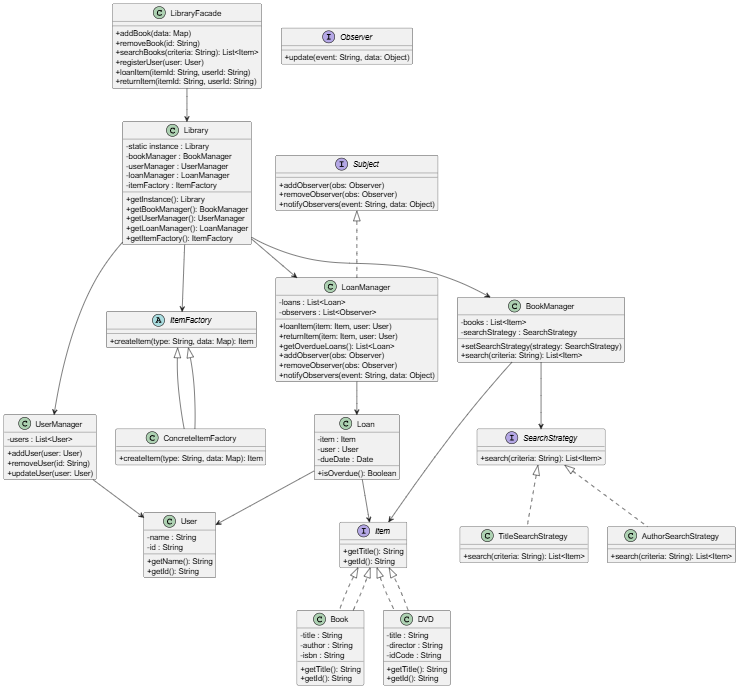 C LibraryFacade
+addBook(data: Map)
+removeBook(id: String)
+searchBooks(criteria: String): List<Item>
+registerUser(user: User)
+loanItem(itemId: String, userId: String)
+returnItem(itemId: String, userId: String)
I Observer
+update(event: String, data: Object)
C Library
-static instance : Library
-bookManager : BookManager
-userManager : UserManager
-loanManager : LoanManager
-itemFactory : ItemFactory
+getInstance(): Library
+getBookManager(): BookManager
+getUserManager(): UserManager
+getLoanManager(): LoanManager
+getItemFactory(): ItemFactory
I Subject
+addObserver(obs: Observer)
+removeObserver(obs: Observer)
+notifyObservers(event: String, data: Object)
A ItemFactory
+createItem(type: String, data: Map): Item
C LoanManager
-loans : List<Loan>
-observers : List<Observer>
+loanItem(item: Item, user: User)
+returnItem(item: Item, user: User)
+getOverdueLoans(): List<Loan>
+addObserver(obs: Observer)
+removeObserver(obs: Observer)
+notifyObservers(event: String, data: Object)
C BookManager
-books : List<Item>
-searchStrategy : SearchStrategy
+setSearchStrategy(strategy: SearchStrategy)
+search(criteria: String): List<Item>
C UserManager
-users : List<User>
+addUser(user: User)
+removeUser(id: String)
+updateUser(user: User)
C ConcreteItemFactory
+createItem(type: String, data: Map): Item
C Loan
-item : Item
-user : User
-dueDate : Date
+isOverdue(): Boolean
I SearchStrategy
+search(criteria: String): List<Item>
C User
-name : String
-id : String
+getName(): String
+getId(): String
I Item
+getTitle(): String
+getId(): String
C TitleSearchStrategy
+search(criteria: String): List<Item>
C AuthorSearchStrategy
+search(criteria: String): List<Item>
C Book
-title : String
-author : String
-isbn : String
+getTitle(): String
+getId(): String
C DVD
-title : String
-director : String
-idCode : String
+getTitle(): String
+getId(): String